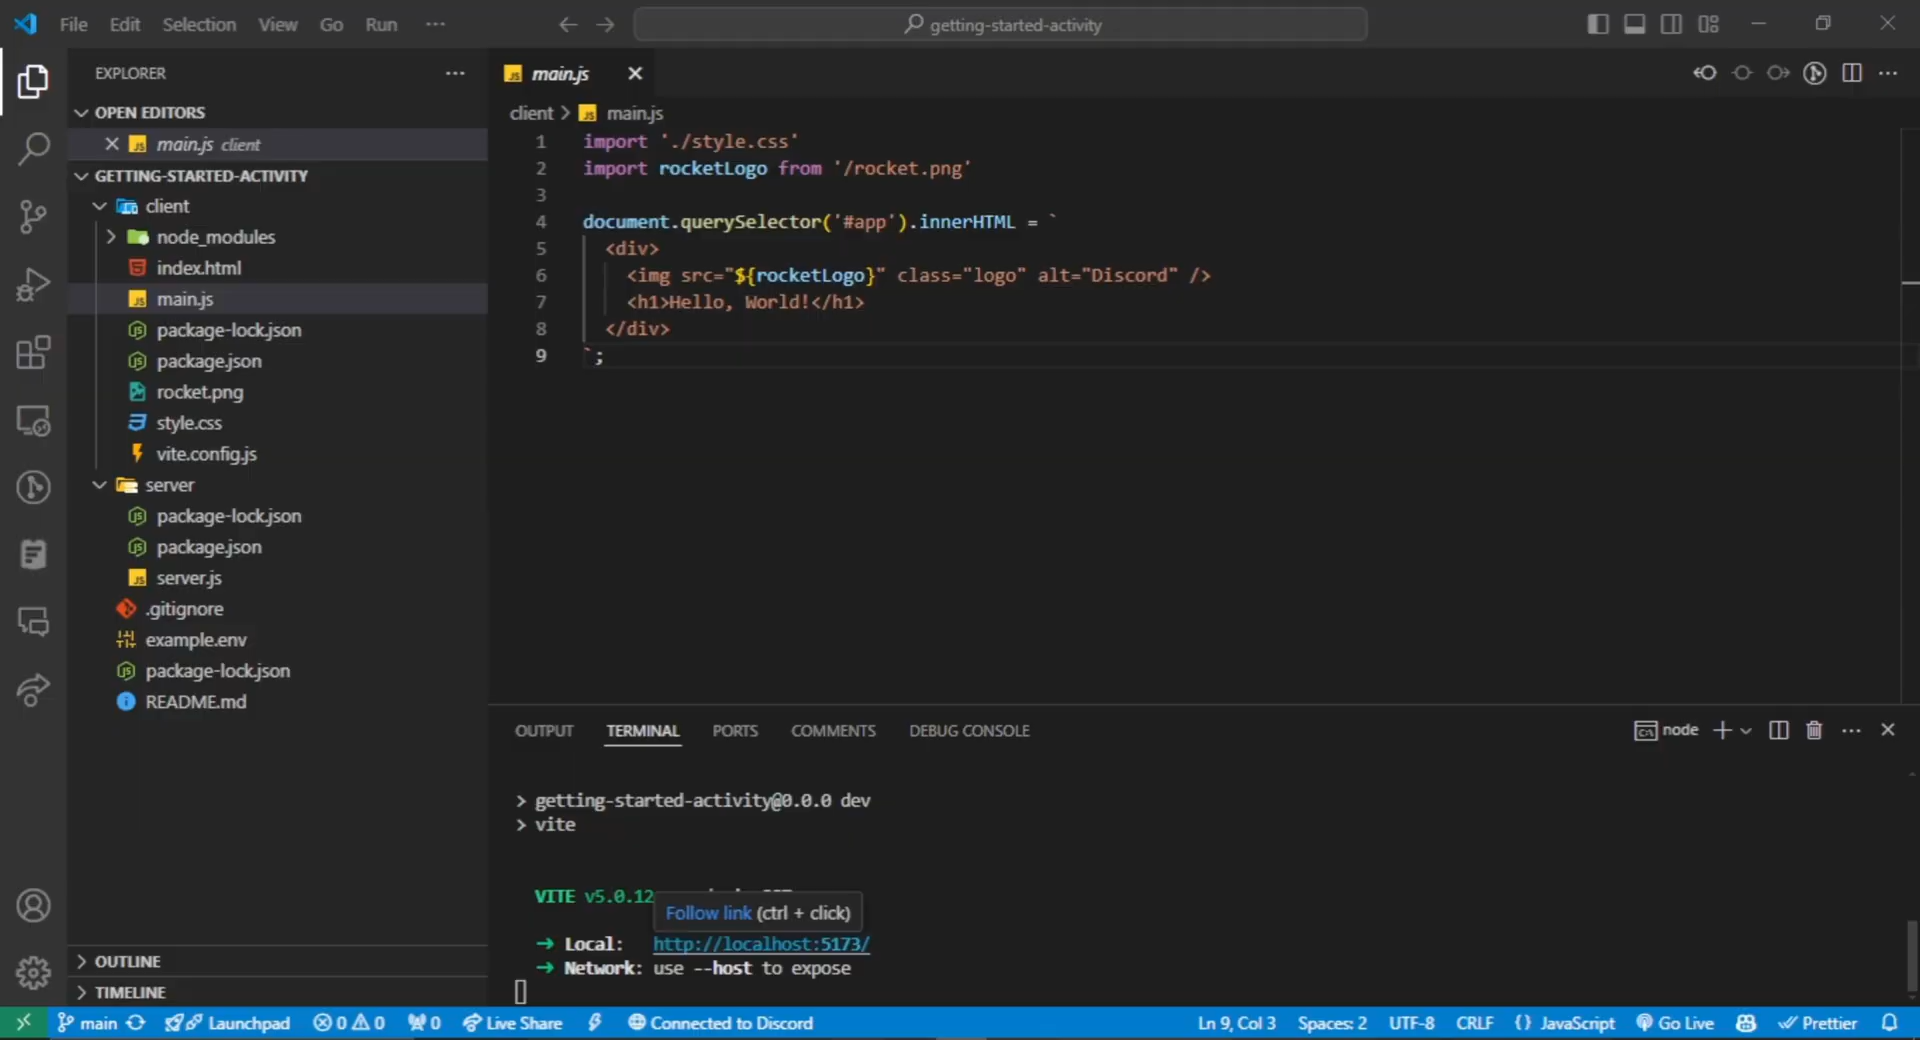 File Edit Selection View Go Run ···
getting-started-activity
EXPLORER
OPEN EDITORS
main.js client
GETTING-STARTED-ACTIVITY
client
node_modules
index.html
main.js
package-lock.json
package.json
rocket.png
style.css
vite.config.js
server
package-lock.json
package.json
server.js
.gitignore
example.env
package-lock.json
README.md
OUTLINE
TIMELINE
main.js
client > main.js
1 import './style.css'
2 import rocketLogo from '/rocket.png'
3
4 document.querySelector('#app').innerHTML = `
5 <div>
6 <img src="${rocketLogo}" class="logo" alt="Discord" />
7 <h1>Hello, World!</h1>
8 </div>
9 `;
OUTPUT TERMINAL PORTS COMMENTS DEBUG CONSOLE
node
> getting-started-activity@0.0.0 dev
> vite
VITE v5.0.12
Follow link (ctrl + click)
➜ Local: http://localhost:5173/
➜ Network: use --host to expose
main Launchpad 0 0 0 Live Share Connected to Discord Ln 9, Col 3 Spaces: 2 UTF-8 CRLF {} JavaScript Go Live Prettier